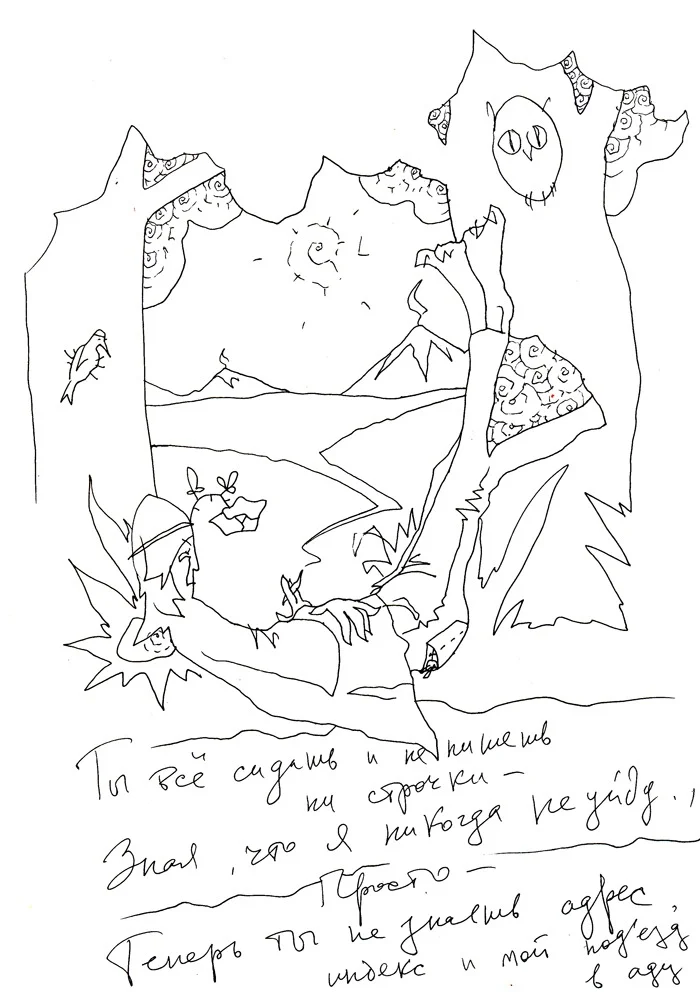 Ты всё сидишь и не пишешь
ни строчки –
Зная, что я никогда не уйду.,
Просто –
Теперь ты не знаешь адрес,
индекс и мой подъезд
в аду